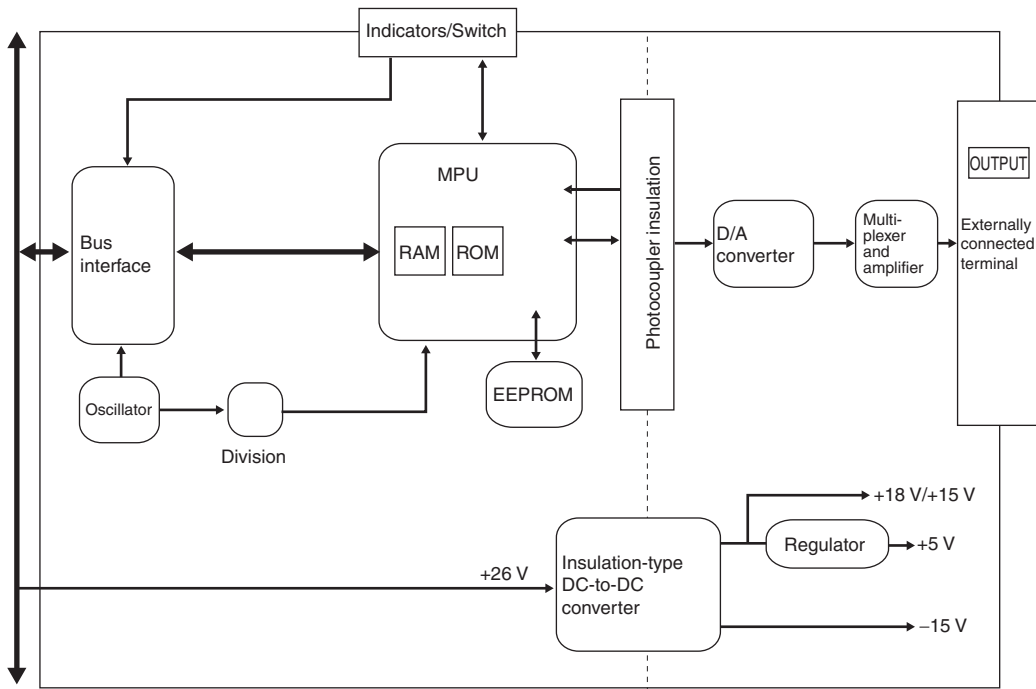 Indicators/Switch
MPU
RAM
ROM
Bus
interface
Photocoupler insulation
D/A
converter
Multi-
plexer
and
amplifier
OUTPUT
Externally
connected
terminal
Oscillator
Division
EEPROM
+26 V
Insulation-type
DC-to-DC
converter
+18 V/+15 V
Regulator
+5 V
−15 V